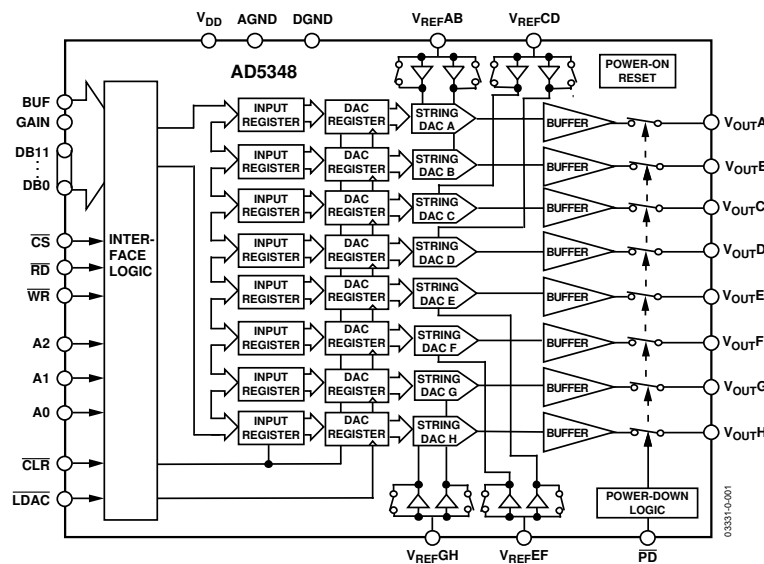 VDD AGND DGND VREFAB VREFCD
AD5348
POWER-ON
RESET
BUF
GAIN
DB11
DB0
CS
RD
WR
A2
A1
A0
CLR
LDAC
INTER-
FACE
LOGIC
INPUT
REGISTER
DAC
REGISTER
STRING
DAC A
BUFFER
VOUTA
INPUT
REGISTER
DAC
REGISTER
STRING
DAC B
BUFFER
VOUTB
INPUT
REGISTER
DAC
REGISTER
STRING
DAC C
BUFFER
VOUTC
INPUT
REGISTER
DAC
REGISTER
STRING
DAC D
BUFFER
VOUTD
INPUT
REGISTER
DAC
REGISTER
STRING
DAC E
BUFFER
VOUTE
INPUT
REGISTER
DAC
REGISTER
STRING
DAC F
BUFFER
VOUTF
INPUT
REGISTER
DAC
REGISTER
STRING
DAC G
BUFFER
VOUTG
INPUT
REGISTER
DAC
REGISTER
STRING
DAC H
BUFFER
VOUTH
POWER-DOWN
LOGIC
VREFGH VREFEF PD
03331-0-001